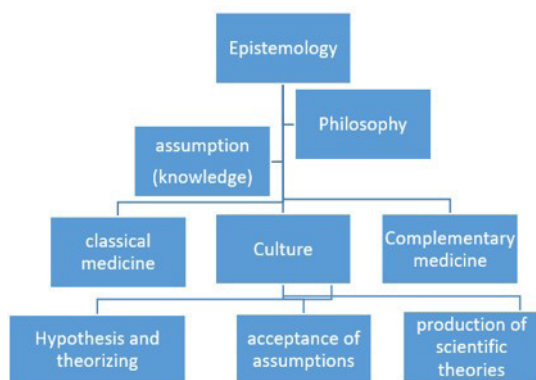 Epistemology
Philosophy
assumption
(knowledge)
classical
medicine
Culture
Complementary
medicine
Hypothesis and
theorizing
acceptance of
assumptions
production of
scientific
theories